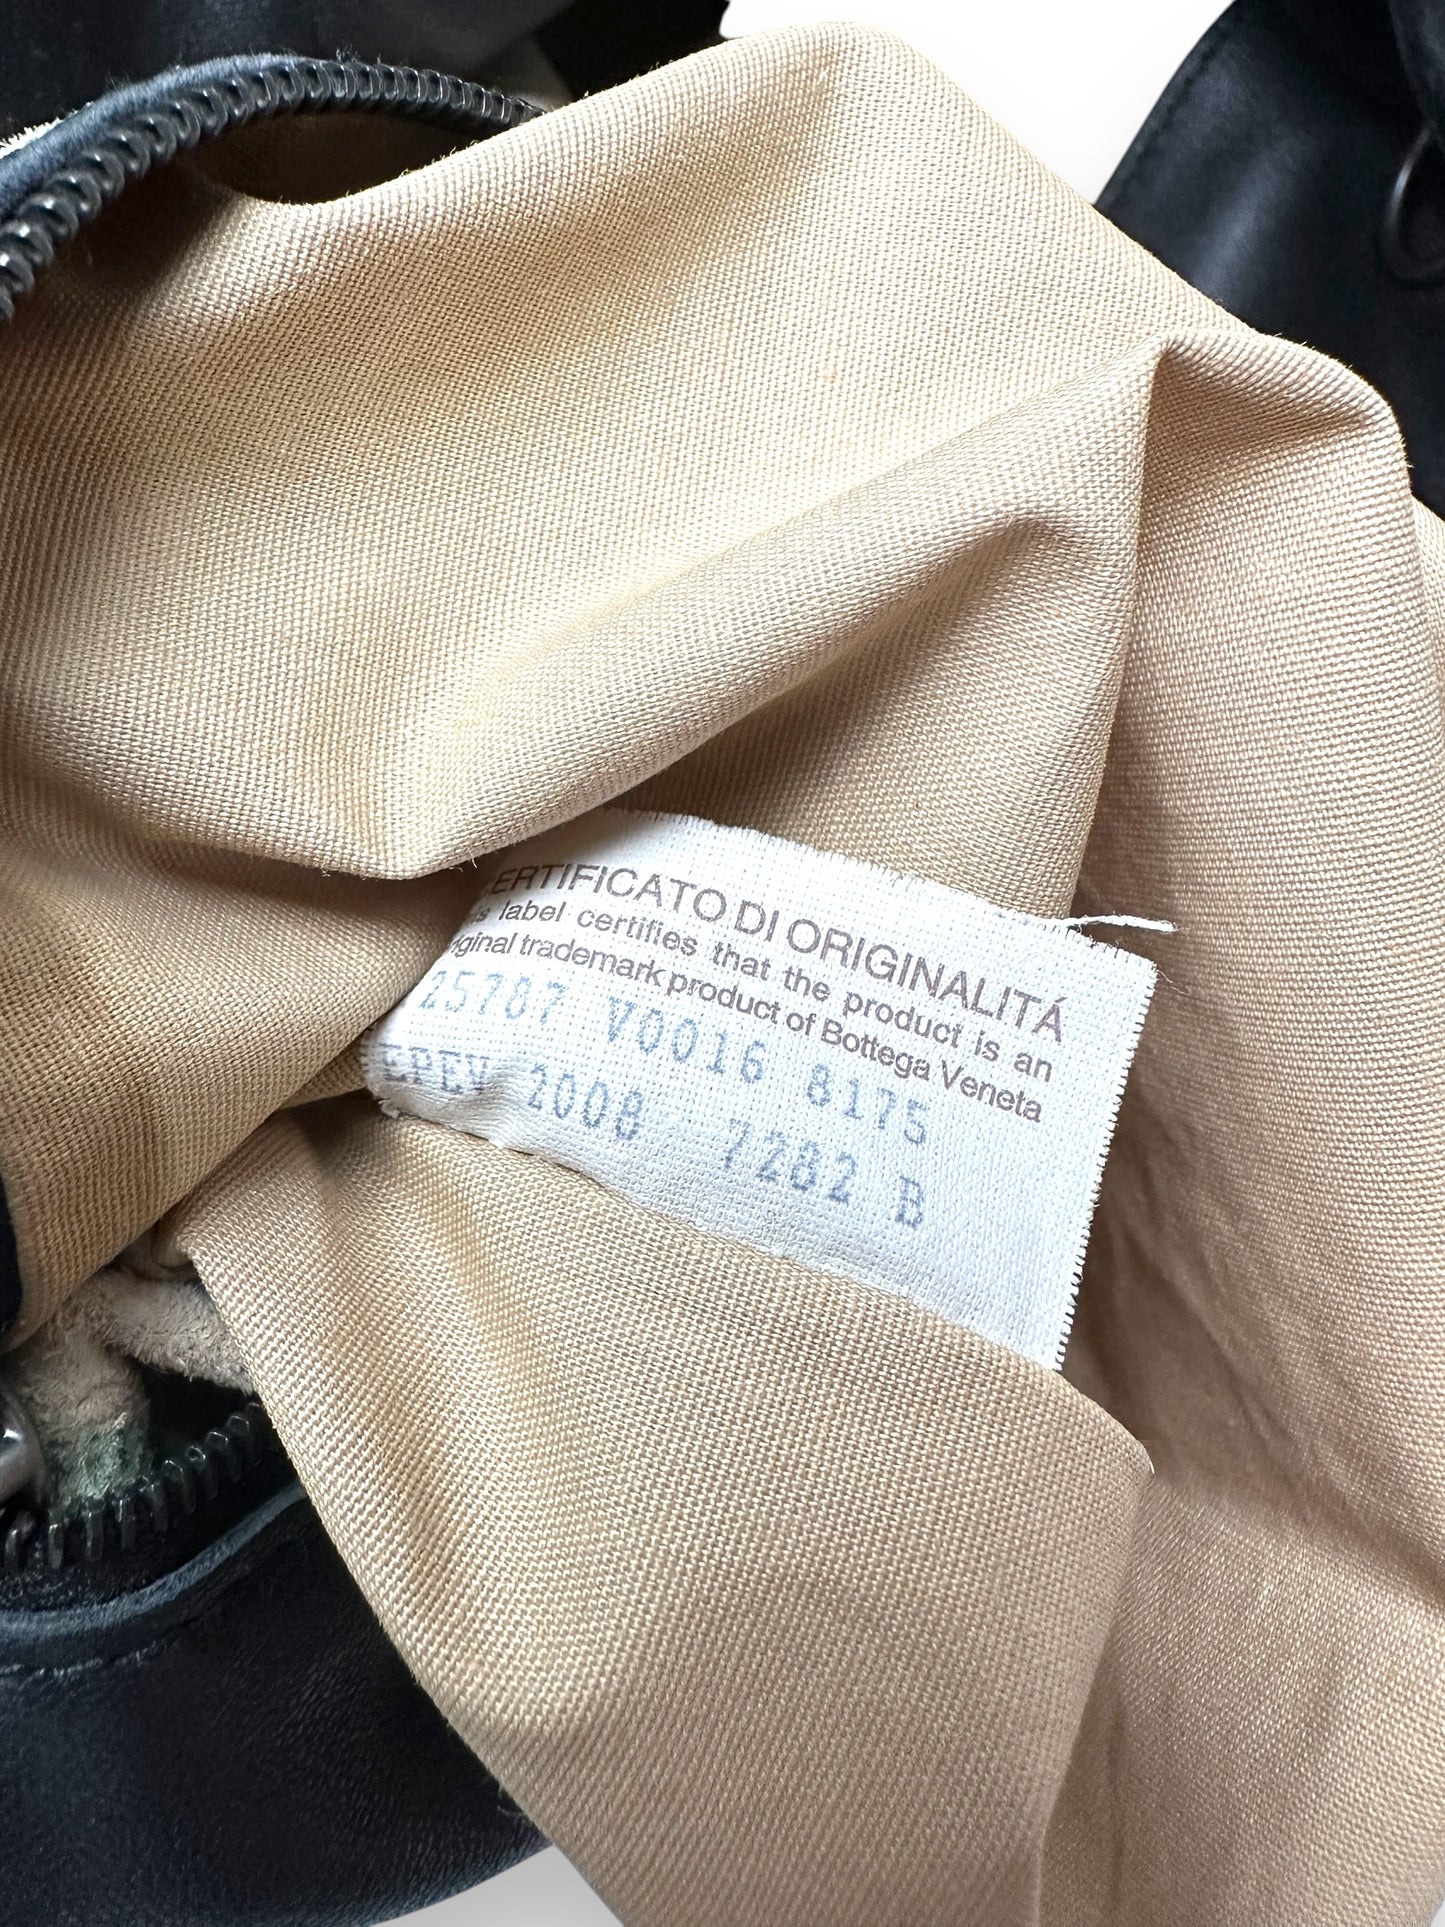 CERTIFICATO DI ORIGINALITÁ
label certifies that the product is an
original trademark product of Bottega Veneta
25787 V0016 8175
2008 7282 B